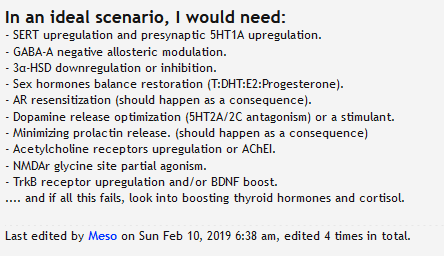 In an ideal scenario, I would need:
- SERT upregulation and presynaptic 5HT1A upregulation.
- GABA-A negative allosteric modulation.
- 3α-HSD downregulation or inhibition.
- Sex hormones balance restoration (T:DHT:E2:Progesterone).
- AR resensitization (should happen as a consequence).
- Dopamine release optimization (5HT2A/2C antagonism) or a stimulant.
- Minimizing prolactin release. (should happen as a consequence)
- Acetylcholine receptors upregulation or AChEI.
- NMDAr glycine site partial agonism.
- TrkB receptor upregulation and/or BDNF boost.
.... and if all this fails, look into boosting thyroid hormones and cortisol.
Last edited by Meso on Sun Feb 10, 2019 6:38 am, edited 4 times in total.